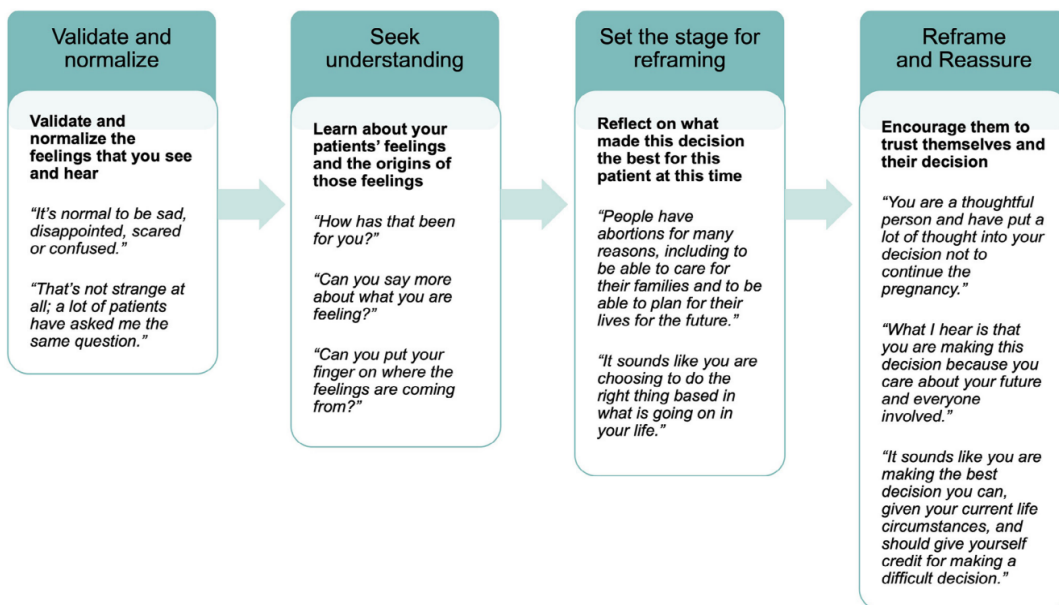 Validate and
normalize
Validate and
normalize the
feelings that you see
and hear
“It’s normal to be sad,
disappointed, scared
or confused.”
“That’s not strange at
all; a lot of patients
have asked me the
same question.”
Seek
understanding
Learn about your
patients’ feelings
and the origins of
those feelings
“How has that been
for you?”
“Can you say more
about what you are
feeling?”
“Can you put your
finger on where the
feelings are coming
from?”
Set the stage for
reframing
Reflect on what
made this decision
the best for this
patient at this time
“People have
abortions for many
reasons, including to
be able to care for
their families and to be
able to plan for their
lives for the future.”
“It sounds like you are
choosing to do the
right thing based in
what is going on in
your life.”
Reframe
and Reassure
Encourage them to
trust themselves and
their decision
“You are a thoughtful
person and have put a
lot of thought into your
decision not to
continue the
pregnancy.”
“What I hear is that
you are making this
decision because you
care about your future
and everyone
involved.”
“It sounds like you are
making the best
decision you can,
given your current life
circumstances, and
should give yourself
credit for making a
difficult decision.”